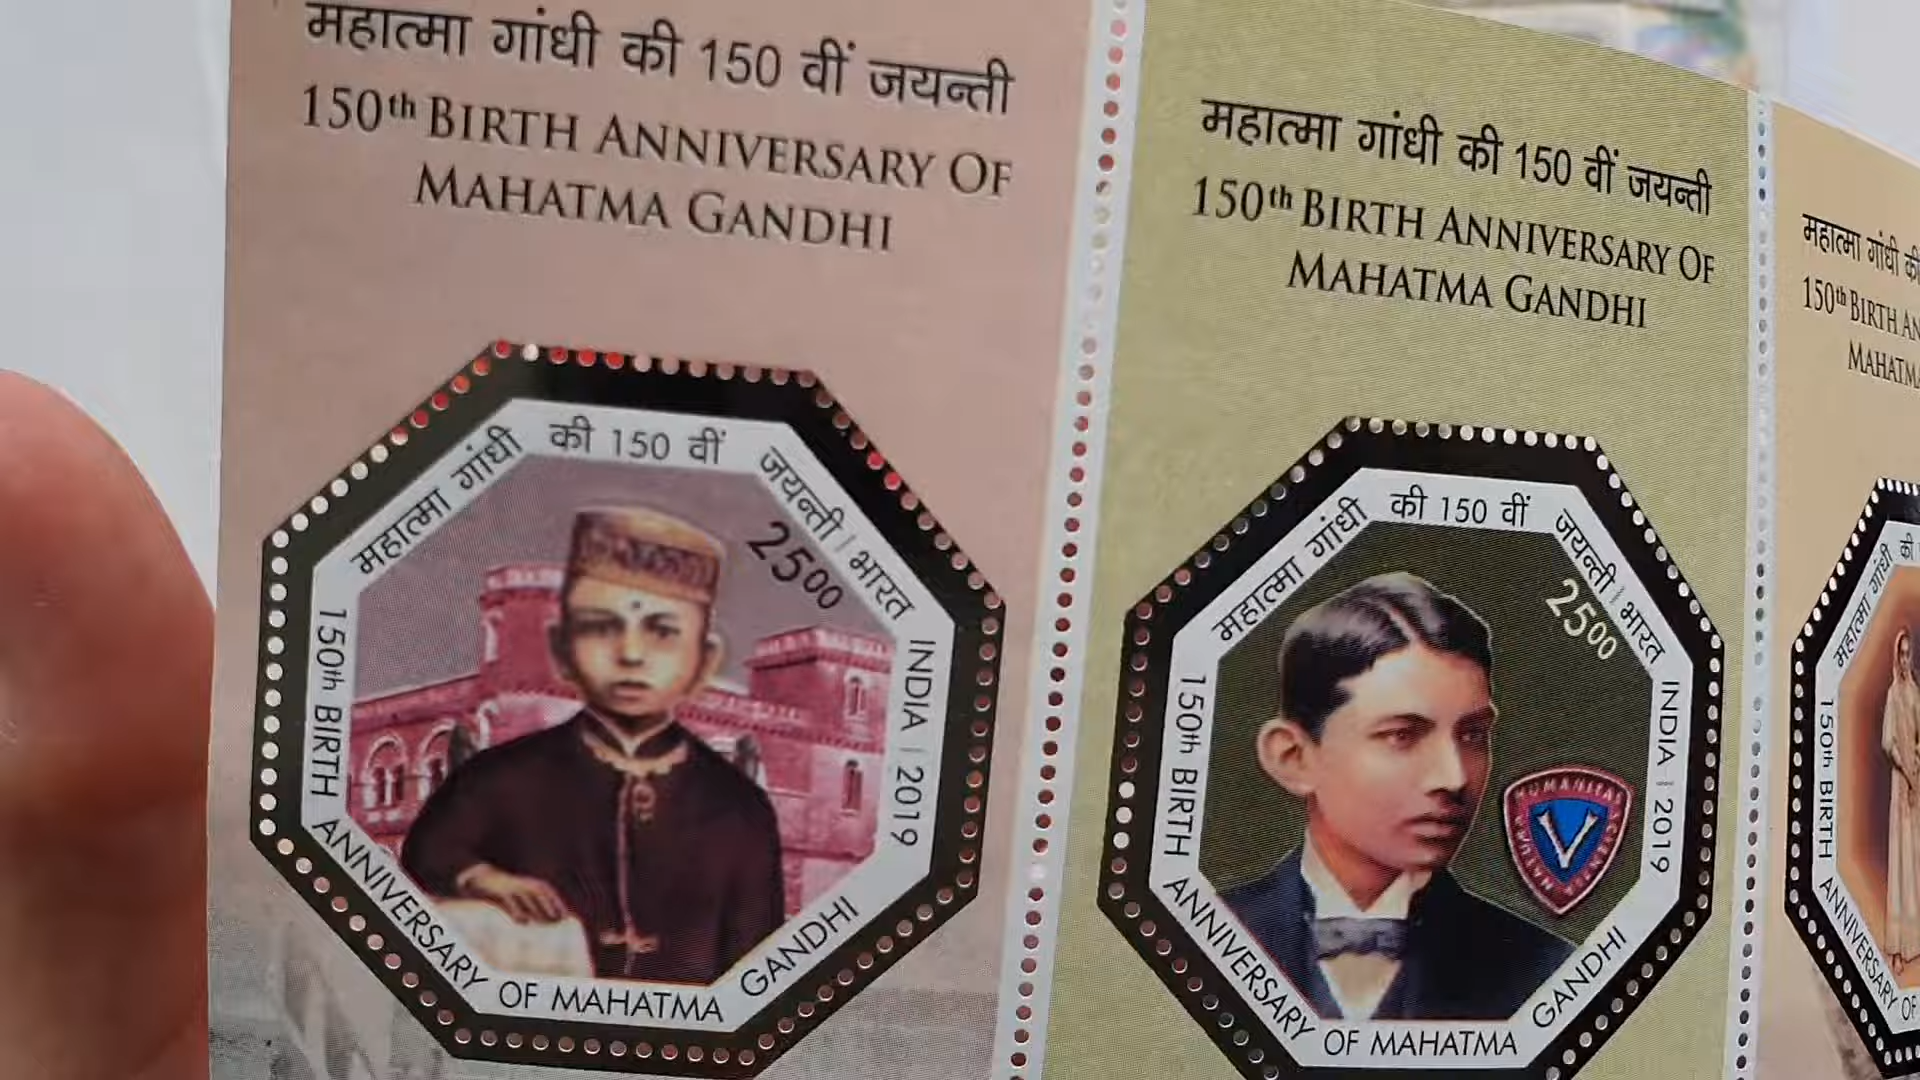 महात्मा गांधी की 150 वीं जयन्ती
150th BIRTH ANNIVERSARY OF
MAHATMA GANDHI
महात्मा गांधी की 150 वीं जयन्ती | भारत
2500
150th BIRTH ANNIVERSARY OF MAHATMA GANDHI
INDIA | 2019
महात्मा गांधी की 150 वीं जयन्ती
150th BIRTH ANNIVERSARY OF
MAHATMA GANDHI
महात्मा गांधी की 150 वीं जयन्ती | भारत
2500
150th BIRTH ANNIVERSARY OF MAHATMA GANDHI
INDIA | 2019
HUMANITAS
V
महात्मा गांधी की
150th BIRTH
महात्मा गांधी की
150th BIRTH ANNIVERSARY OF